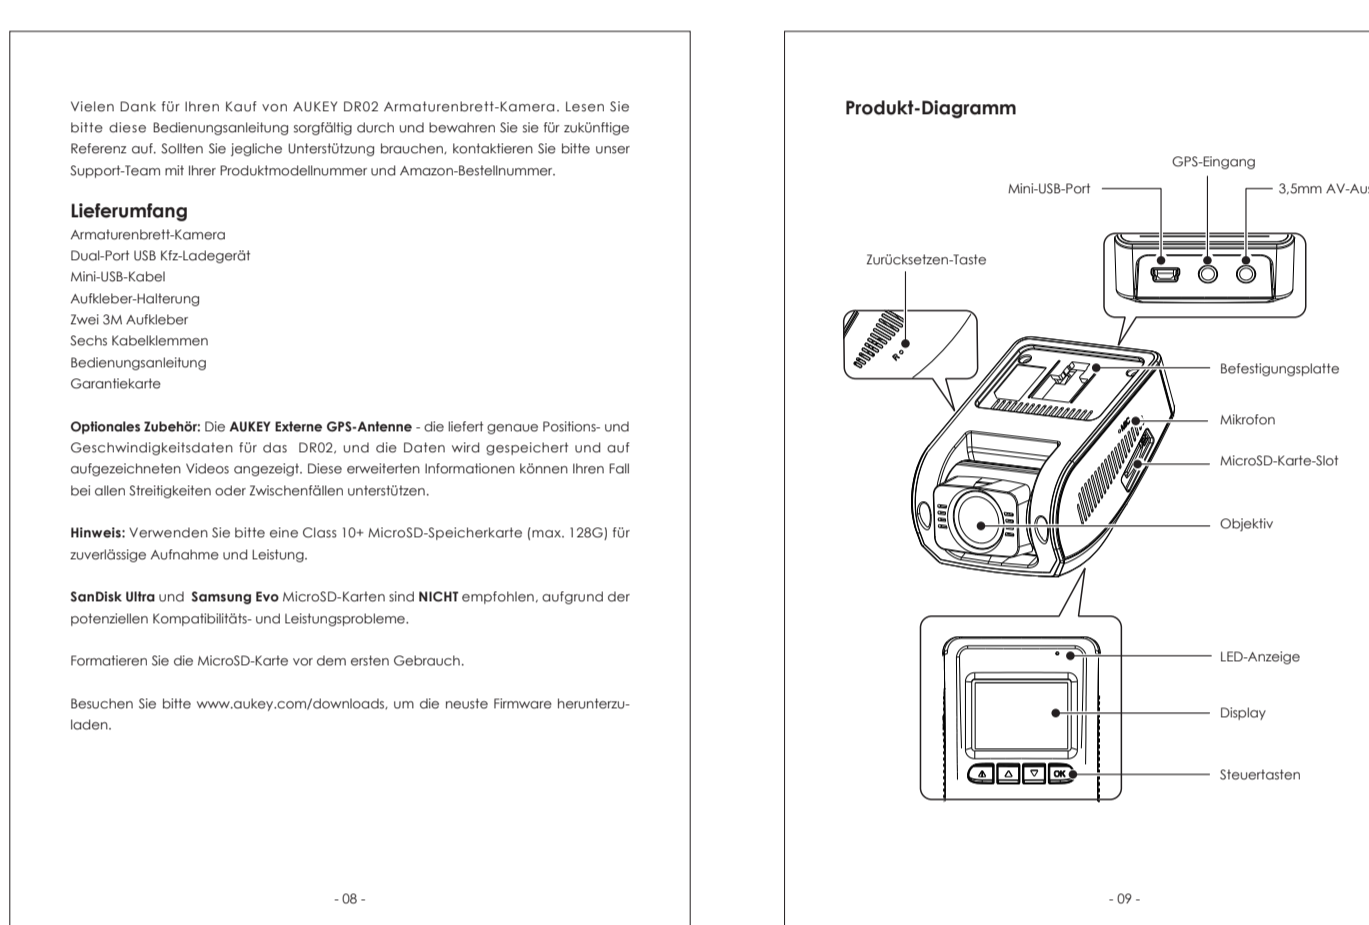 Vielen Dank für Ihren Kauf von AUKEY DR02 Armaturenbrett-Kamera. Lesen Sie
bitte diese Bedienungsanleitung sorgfältig durch und bewahren Sie sie für zukünftige
Referenz auf. Sollten Sie jegliche Unterstützung brauchen, kontaktieren Sie bitte unser
Support-Team mit Ihrer Produktmodellnummer und Amazon-Bestellnummer.
Lieferumfang
Armaturenbrett-Kamera
Dual-Port USB Kfz-Ladegerät
Mini-USB-Kabel
Aufkleber-Halterung
Zwei 3M Aufkleber
Sechs Kabelklemmen
Bedienungsanleitung
Garantiekarte
Optionales Zubehör: Die AUKEY Externe GPS-Antenne - die liefert genaue Positions- und
Geschwindigkeitsdaten für das DR02, und die Daten wird gespeichert und auf
aufgezeichneten Videos angezeigt. Diese erweiterten Informationen können Ihren Fall
bei allen Streitigkeiten oder Zwischenfällen unterstützen.
Hinweis: Verwenden Sie bitte eine Class 10+ MicroSD-Speicherkarte (max. 128G) für
zuverlässige Aufnahme und Leistung.
SanDisk Ultra und Samsung Evo MicroSD-Karten sind NICHT empfohlen, aufgrund der
potenziellen Kompatibilitäts- und Leistungsprobleme.
Formatieren Sie die MicroSD-Karte vor dem ersten Gebrauch.
Besuchen Sie bitte www.aukey.com/downloads, um die neuste Firmware herunterzu-
laden.
- 08 -
Produkt-Diagramm
GPS-Eingang
Mini-USB-Port
3,5mm AV-Aus
Zurücksetzen-Taste
R
Befestigungsplatte
Mikrofon
MIC
MicroSD-Karte-Slot
Objektiv
LED-Anzeige
Display
OK
Steuertasten
- 09 -